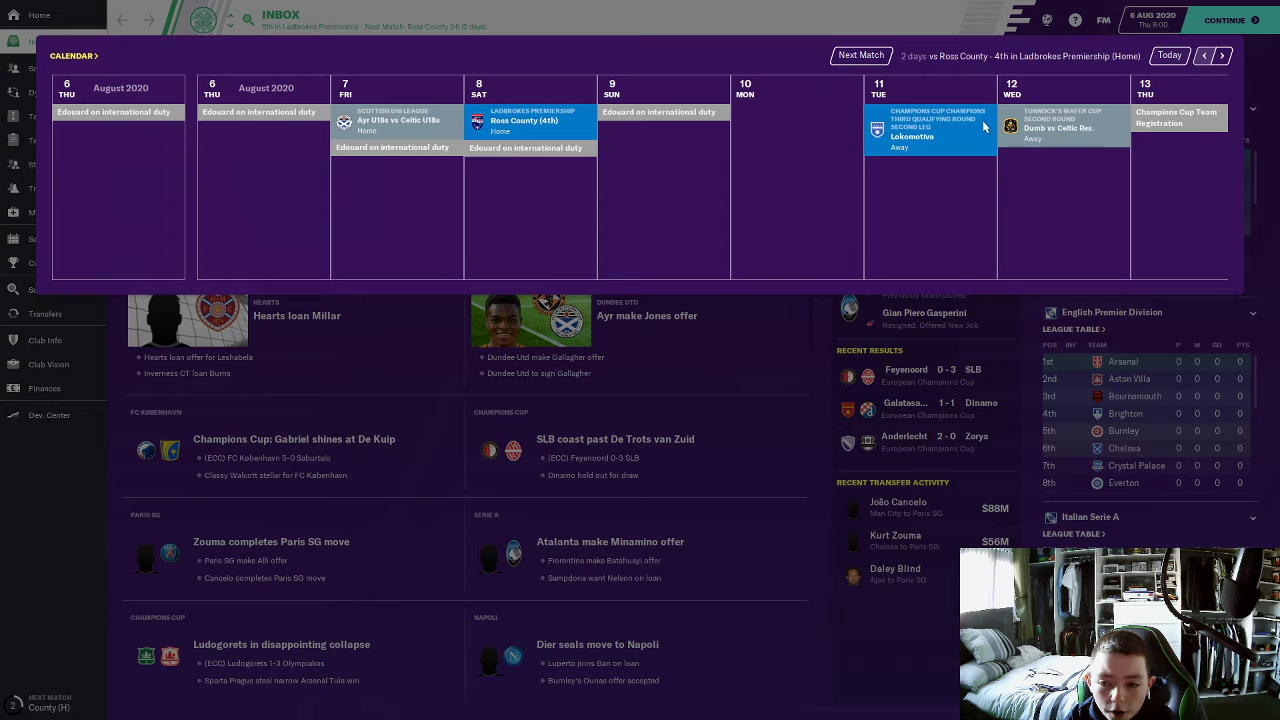 Home
INBOX
5th in Ladbrokes Premiership - Next Match: Ross County (H) (2 days)
FM
6 AUG 2020
Thu 8:00
CONTINUE
CALENDAR
Next Match
2 days vs Ross County - 4th in Ladbrokes Premiership (Home)
Today
6
THU
August 2020
Edouard on international duty
6
THU
August 2020
Edouard on international duty
7
FRI
SCOTTISH U18 LEAGUE
Ayr U18s vs Celtic U18s
Home
Edouard on international duty
8
SAT
LADBROKES PREMIERSHIP
Ross County (4th)
Home
Edouard on international duty
9
SUN
Edouard on international duty
10
MON
11
TUE
CHAMPIONS CUP CHAMPIONS
THIRD QUALIFYING ROUND
SECOND LEG
Lokomotiva
Away
12
WED
TUNNOCK'S WAFER CUP
SECOND ROUND
Dumb vs Celtic Res.
Away
13
THU
Champions Cup Team
Registration
Transfers
Club Info
Club Vision
Finances
Dev. Center
2
NEXT MATCH
County (H)
HEARTS
Hearts loan Millar
Hearts loan offer for Leshabela
Inverness CT loan Burns
DUNDEE UTD
Ayr make Jones offer
Dundee Utd make Gallagher offer
Dundee Utd to sign Gallagher
FC KØBENHAVN
Champions Cup: Gabriel shines at De Kuip
(ECC) FC København 5-0 Saburtalo
Classy Walcott stellar for FC København
CHAMPIONS CUP
SLB coast past De Trots van Zuid
(ECC) Feyenoord 0-3 SLB
Dinamo hold out for draw
PARIS SG
Zouma completes Paris SG move
Paris SG make Alli offer
Cancelo completes Paris SG move
SERIE A
Atalanta make Minamino offer
Fiorentina make Batshuayi offer
Sampdoria want Nelson on loan
CHAMPIONS CUP
Ludogorets in disappointing collapse
(ECC) Ludogorets 1-3 Olympiakos
Sparta Prague steal narrow Arsenal Tula win
NAPOLI
Dier seals move to Napoli
Luperto joins Bari on loan
Burnley's Ounas offer accepted
Previously Unemployed
Gian Piero Gasperini
Resigned. Offered New Job
RECENT RESULTS
Feyenoord 0 - 3 SLB
European Champions Cup
Galatasa... 1 - 1 Dinamo
European Champions Cup
Anderlecht 2 - 0 Zorya
European Champions Cup
RECENT TRANSFER ACTIVITY
João Cancelo
Man City to Paris SG
$88M
Kurt Zouma
Chelsea to Paris SG
$56M
Daley Blind
Ajax to Paris SG
English Premier Division
LEAGUE TABLE
POS INF TEAM P W GD PTS
1st Arsenal 0 0 0 0
2nd Aston Villa 0 0 0 0
3rd Bournemouth 0 0 0 0
4th Brighton 0 0 0 0
5th Burnley 0 0 0 0
6th Chelsea 0 0 0 0
7th Crystal Palace 0 0 0 0
8th Everton 0 0 0 0
Italian Serie A
LEAGUE TABLE